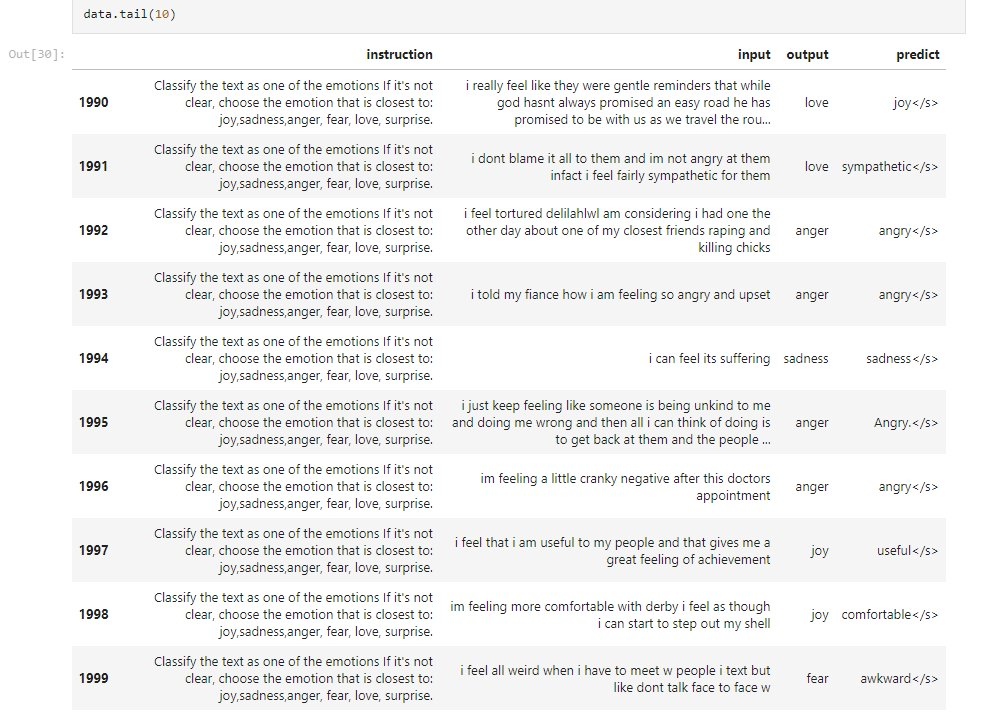 data.tail(10)
Out[30]:
instruction input output predict
1990 Classify the text as one of the emotions If it's not clear, choose the emotion that is closest to: joy,sadness,anger, fear, love, surprise. i really feel like they were gentle reminders that while god hasnt always promised an easy road he has promised to be with us as we travel the rou... love joy</s>
1991 Classify the text as one of the emotions If it's not clear, choose the emotion that is closest to: joy,sadness,anger, fear, love, surprise. i dont blame it all to them and im not angry at them infact i feel fairly sympathetic for them love sympathetic</s>
1992 Classify the text as one of the emotions If it's not clear, choose the emotion that is closest to: joy,sadness,anger, fear, love, surprise. i feel tortured delilahlwl am considering i had one the other day about one of my closest friends raping and killing chicks anger angry</s>
1993 Classify the text as one of the emotions If it's not clear, choose the emotion that is closest to: joy,sadness,anger, fear, love, surprise. i told my fiance how i am feeling so angry and upset anger angry</s>
1994 Classify the text as one of the emotions If it's not clear, choose the emotion that is closest to: joy,sadness,anger, fear, love, surprise. i can feel its suffering sadness sadness</s>
1995 Classify the text as one of the emotions If it's not clear, choose the emotion that is closest to: joy,sadness,anger, fear, love, surprise. i just keep feeling like someone is being unkind to me and doing me wrong and then all i can think of doing is to get back at them and the people ... anger Angry.</s>
1996 Classify the text as one of the emotions If it's not clear, choose the emotion that is closest to: joy,sadness,anger, fear, love, surprise. im feeling a little cranky negative after this doctors appointment anger angry</s>
1997 Classify the text as one of the emotions If it's not clear, choose the emotion that is closest to: joy,sadness,anger, fear, love, surprise. i feel that i am useful to my people and that gives me a great feeling of achievement joy useful</s>
1998 Classify the text as one of the emotions If it's not clear, choose the emotion that is closest to: joy,sadness,anger, fear, love, surprise. im feeling more comfortable with derby i feel as though i can start to step out my shell joy comfortable</s>
1999 Classify the text as one of the emotions If it's not clear, choose the emotion that is closest to: joy,sadness,anger, fear, love, surprise. i feel all weird when i have to meet w people i text but like dont talk face to face w fear awkward</s>